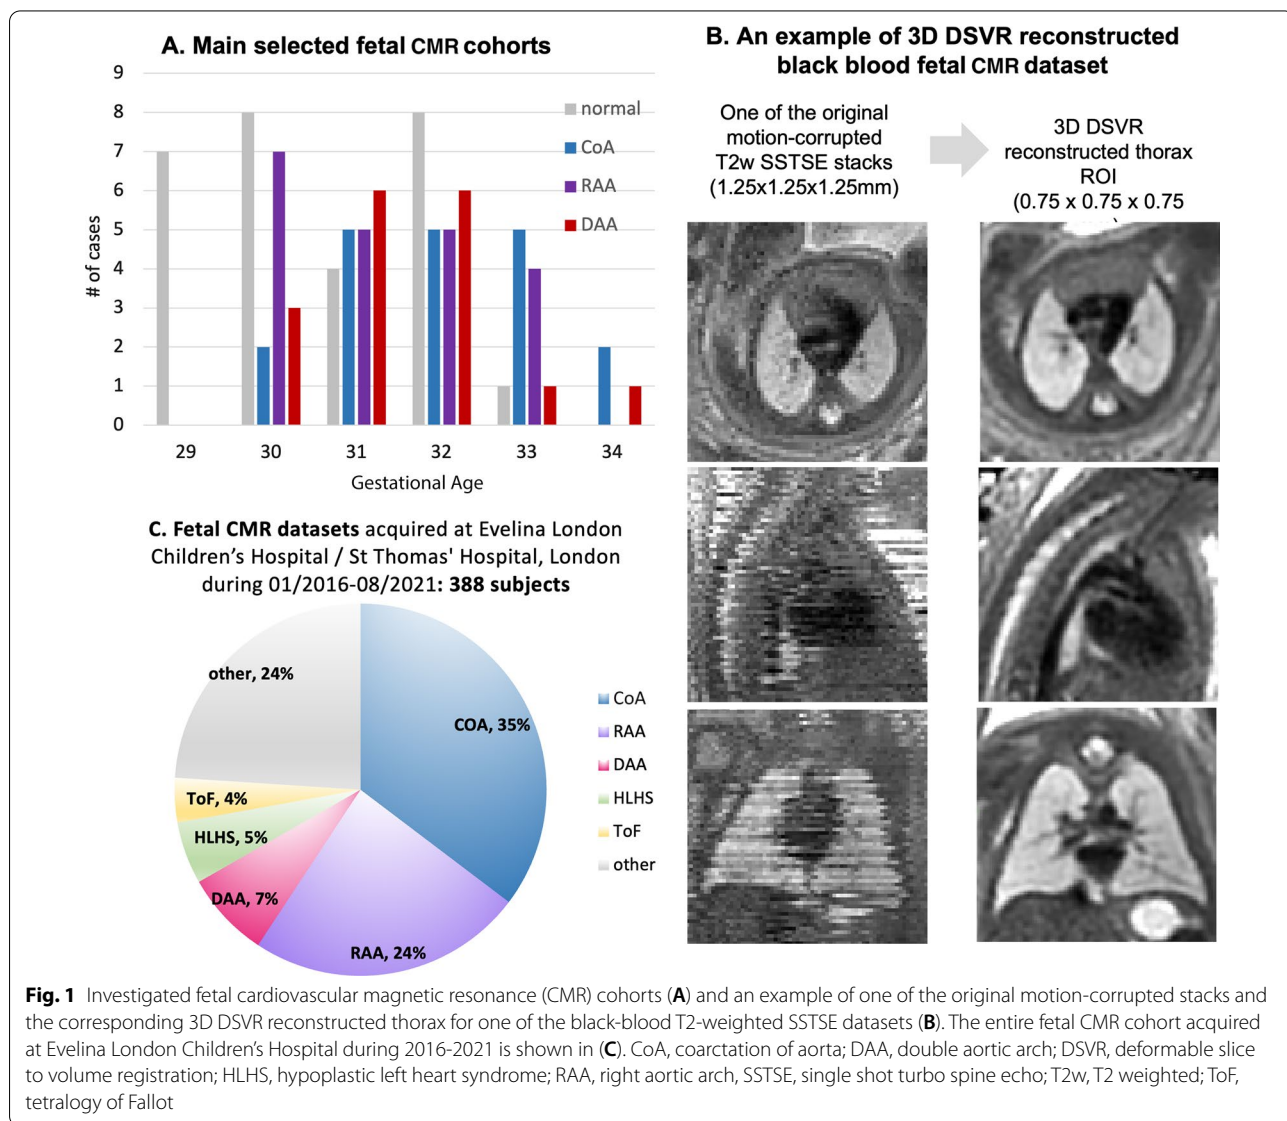 A. Main selected fetal CMR cohorts
9
8
7
6
5
4
3
2
1
0
# of cases
normal
CoA
RAA
DAA
29 30 31 32 33 34
Gestational Age
B. An example of 3D DSVR reconstructed
black blood fetal CMR dataset
One of the original
motion-corrupted
T2w SSTSE stacks
(1.25x1.25x1.25mm)
3D DSVR
reconstructed thorax
ROI
(0.75 x 0.75 x 0.75
C. Fetal CMR datasets acquired at Evelina London
Children's Hospital / St Thomas' Hospital, London
during 01/2016-08/2021: 388 subjects
other, 24%
COA, 35%
ToF, 4%
HLHS, 5%
DAA, 7%
RAA, 24%
CoA
RAA
DAA
HLHS
ToF
other
Fig. 1 Investigated fetal cardiovascular magnetic resonance (CMR) cohorts (A) and an example of one of the original motion-corrupted stacks and
the corresponding 3D DSVR reconstructed thorax for one of the black-blood T2-weighted SSTSE datasets (B). The entire fetal CMR cohort acquired
at Evelina London Children's Hospital during 2016-2021 is shown in (C). CoA, coarctation of aorta; DAA, double aortic arch; DSVR, deformable slice
to volume registration; HLHS, hypoplastic left heart syndrome; RAA, right aortic arch, SSTSE, single shot turbo spine echo; T2w, T2 weighted; ToF,
tetralogy of Fallot